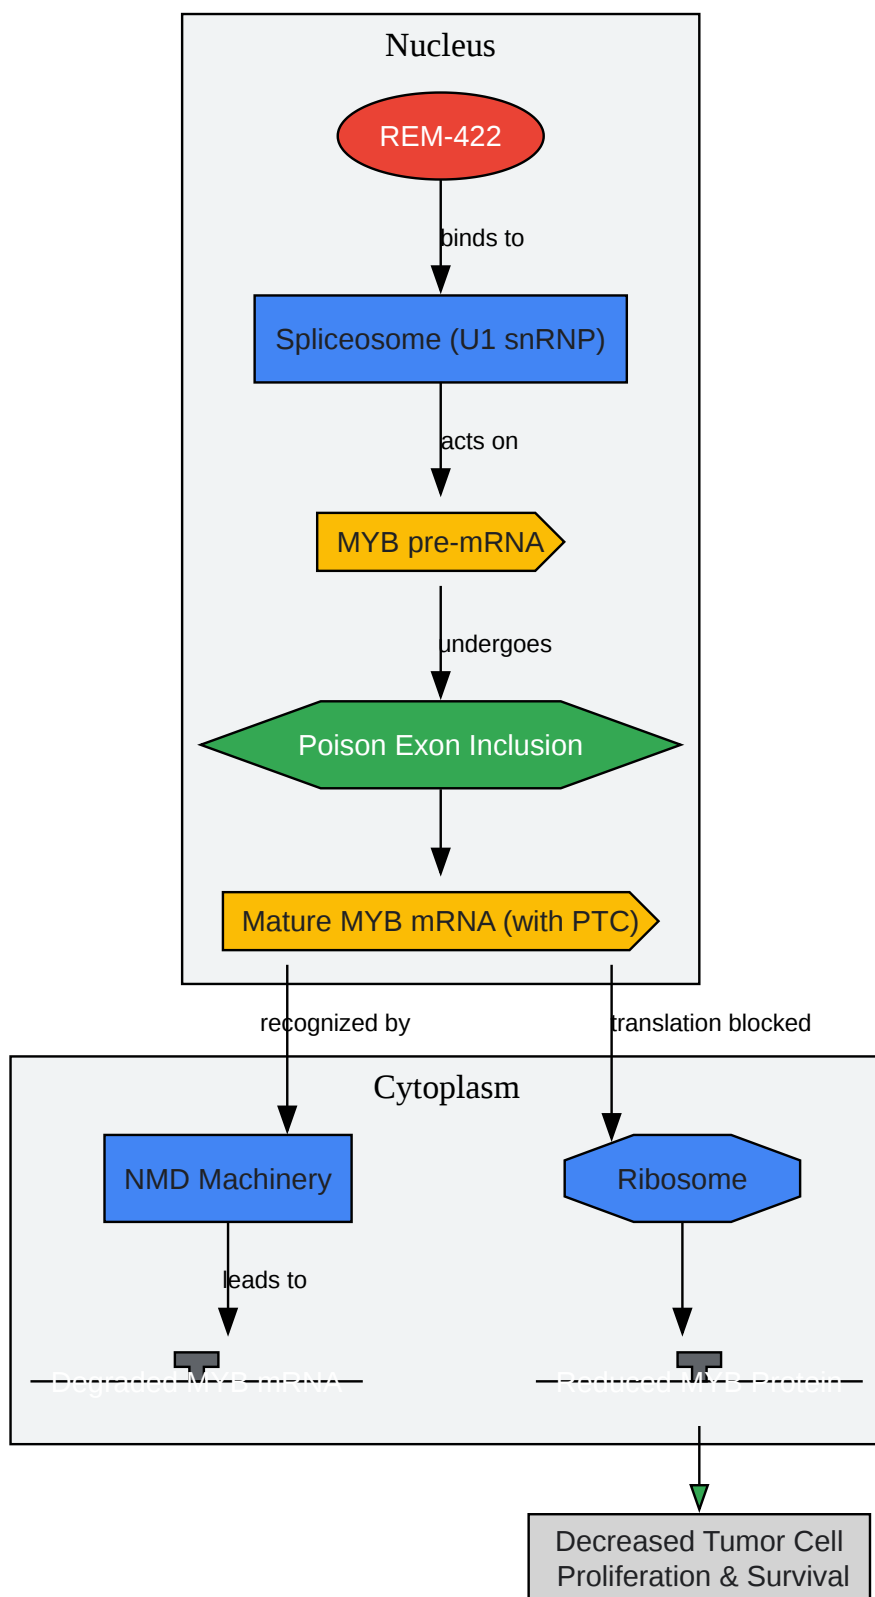 Nucleus
REM-422
binds to
Spliceosome (U1 snRNP)
acts on
MYB pre-mRNA
undergoes
Poison Exon Inclusion
Mature MYB mRNA (with PTC)
recognized by
translation blocked
Cytoplasm
NMD Machinery
Ribosome
leads to
Degraded MYB mRNA
Reduced MYB Protein
Decreased Tumor Cell
Proliferation & Survival